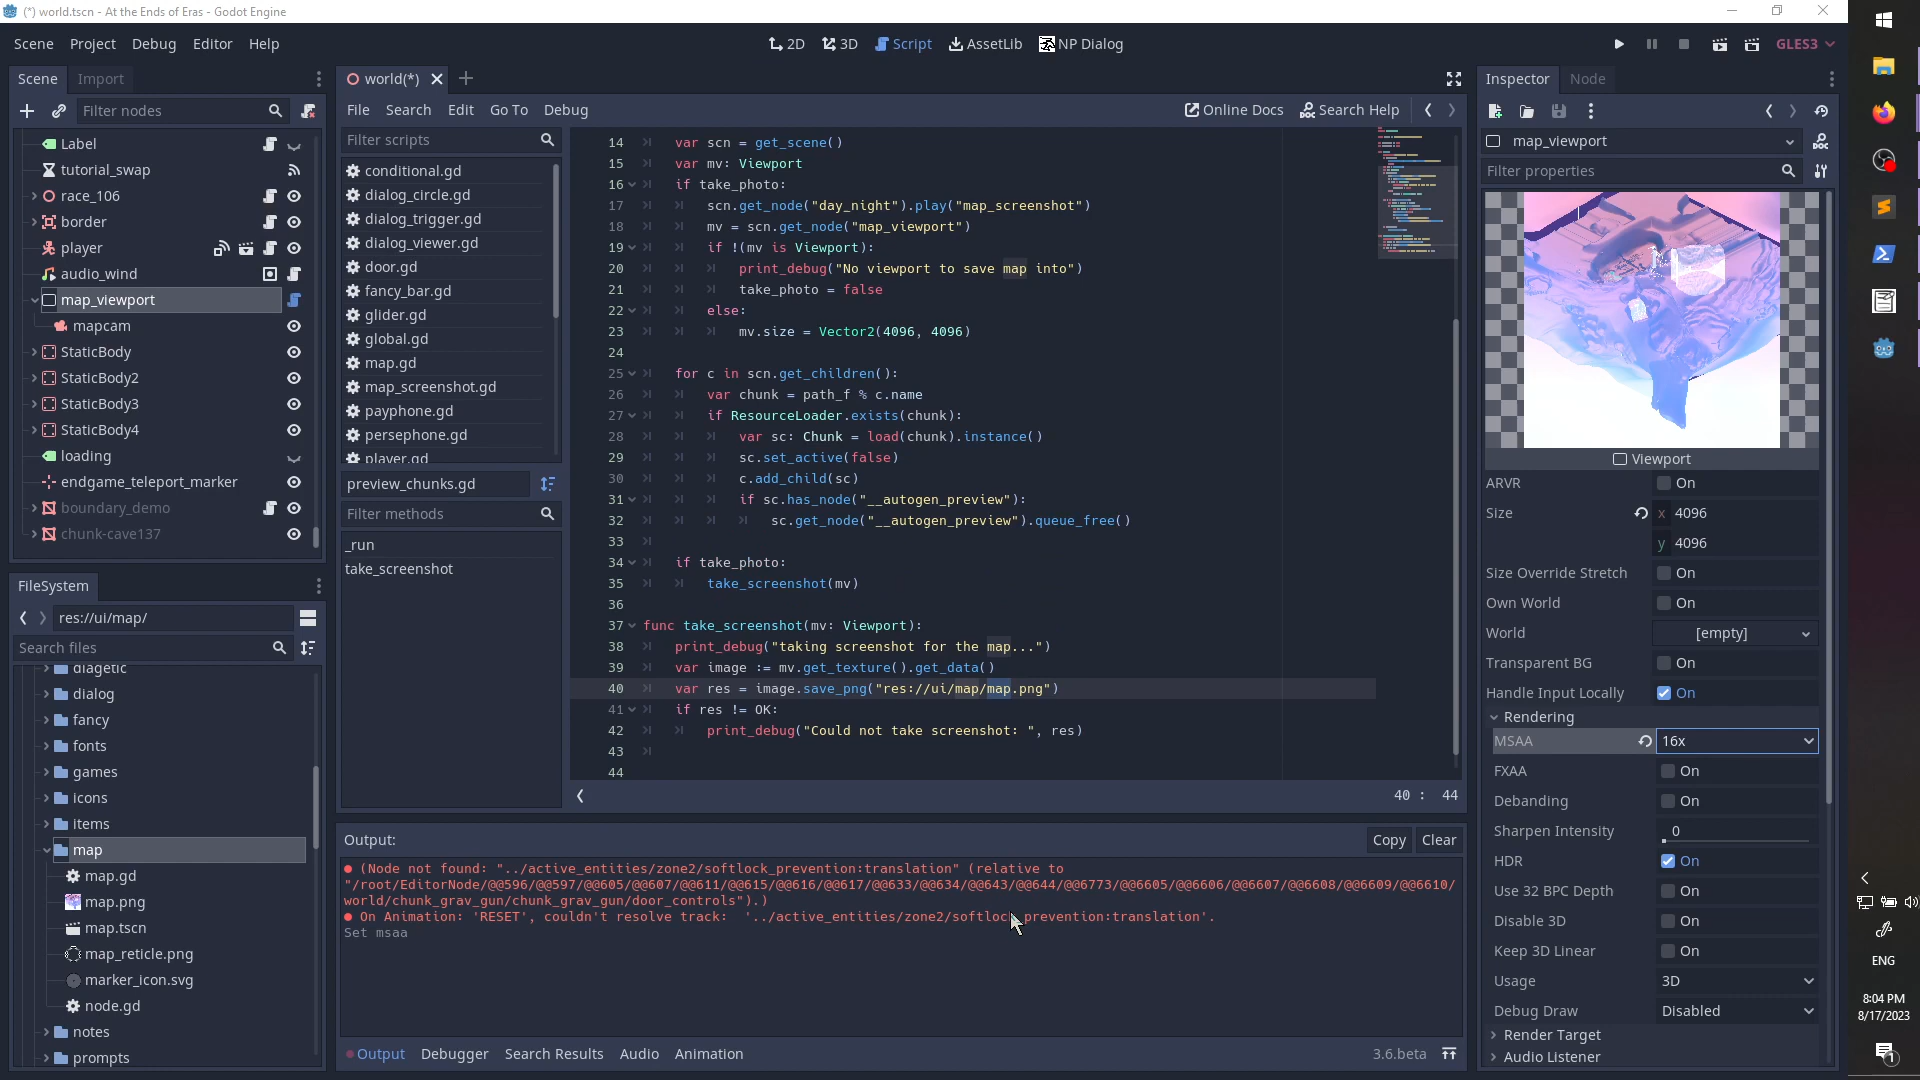 (*) world.tscn - At the Ends of Eras - Godot Engine
Scene Project Debug Editor Help
2D 3D Script AssetLib NP Dialog
GLES3
Scene Import
Filter nodes
Label
tutorial_swap
race_106
border
player
audio_wind
map_viewport
mapcam
StaticBody
StaticBody2
StaticBody3
StaticBody4
loading
endgame_teleport_marker
boundary_demo
chunk-cave137
FileSystem
res://ui/map/
Search files
diagetic
dialog
fancy
fonts
games
icons
items
map
map.gd
map.png
map.tscn
map_reticle.png
marker_icon.svg
node.gd
notes
prompts
world(*)
File Search Edit Go To Debug
Online Docs Search Help
Filter scripts
conditional.gd
dialog_circle.gd
dialog_trigger.gd
dialog_viewer.gd
door.gd
fancy_bar.gd
glider.gd
global.gd
map.gd
map_screenshot.gd
payphone.gd
persephone.gd
player.gd
preview_chunks.gd
Filter methods
_run
take_screenshot
14 var scn = get_scene()
15 var mv: Viewport
16 if take_photo:
17 scn.get_node("day_night").play("map_screenshot")
18 mv = scn.get_node("map_viewport")
19 if !(mv is Viewport):
20 print_debug("No viewport to save map into")
21 take_photo = false
22 else:
23 mv.size = Vector2(4096, 4096)
24
25 for c in scn.get_children():
26 var chunk = path_f % c.name
27 if ResourceLoader.exists(chunk):
28 var sc: Chunk = load(chunk).instance()
29 sc.set_active(false)
30 c.add_child(sc)
31 if sc.has_node("__autogen_preview"):
32 sc.get_node("__autogen_preview").queue_free()
33
34 if take_photo:
35 take_screenshot(mv)
36
37 func take_screenshot(mv: Viewport):
38 print_debug("taking screenshot for the map...")
39 var image := mv.get_texture().get_data()
40 var res = image.save_png("res://ui/map/map.png")
41 if res != OK:
42 print_debug("Could not take screenshot: ", res)
43
44
40 : 44
Output:
Copy Clear
(Node not found: "../active_entities/zone2/softlock_prevention:translation" (relative to
"/root/EditorNode/@@596/@@597/@@605/@@607/@@611/@@615/@@616/@@617/@@633/@@634/@@643/@@644/@@6773/@@6605/@@6606/@@6607/@@6608/@@6609/@@6610/
world/chunk_grav_gun/chunk_grav_gun/door_controls").)
On Animation: 'RESET', couldn't resolve track: '../active_entities/zone2/softlock_prevention:translation'.
Set msaa
Output Debugger Search Results Audio Animation
3.6.beta
Inspector Node
map_viewport
Filter properties
Viewport
ARVR On
Size x 4096
y 4096
Size Override Stretch On
Own World On
World [empty]
Transparent BG On
Handle Input Locally On
Rendering
MSAA 16x
FXAA On
Debanding On
Sharpen Intensity 0
HDR On
Use 32 BPC Depth On
Disable 3D On
Keep 3D Linear On
Usage 3D
Debug Draw Disabled
Render Target
Audio Listener
ENG
8:04 PM
8/17/2023
1